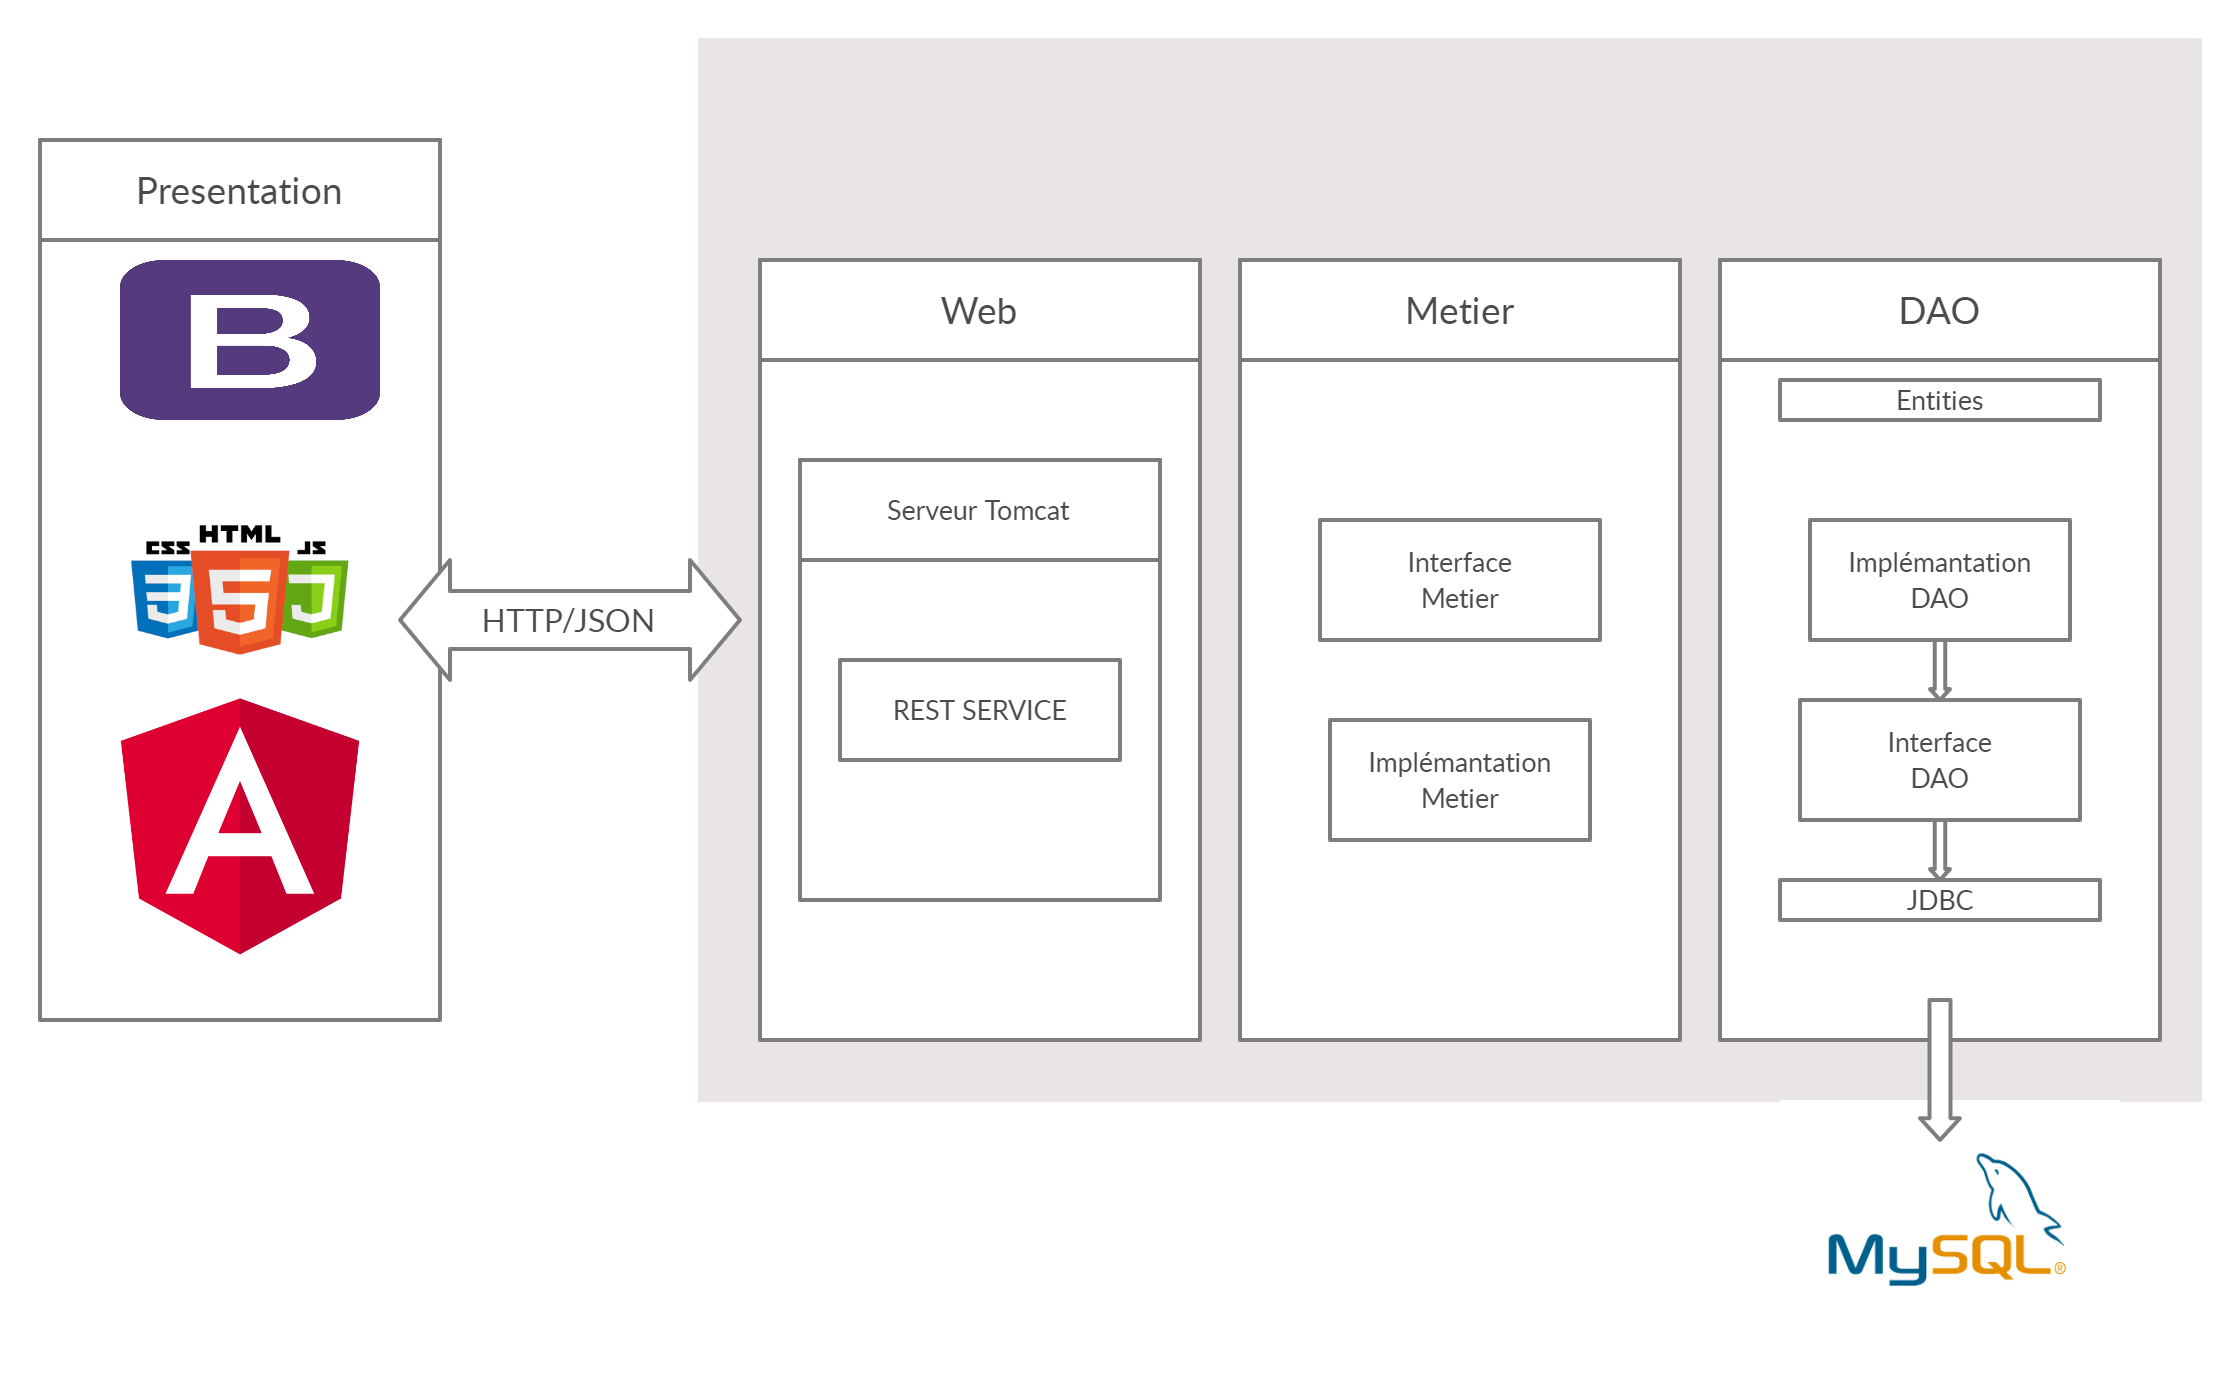 Presentation
B
CSS
HTML
JS
3
5
J
A
HTTP/JSON
Web
Serveur Tomcat
REST SERVICE
Metier
Interface
Metier
Implémantation
Metier
DAO
Entities
Implémantation
DAO
Interface
DAO
JDBC
MySQL®